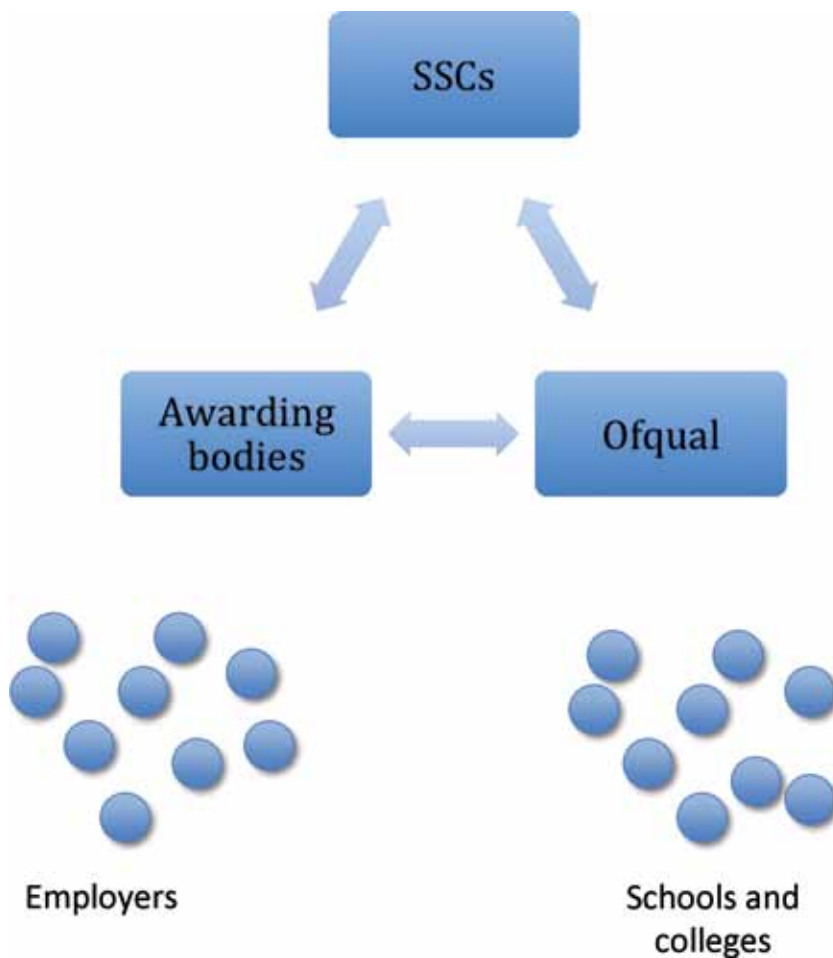 SSCs
Awarding
bodies
Ofqual
Employers
Schools and
colleges